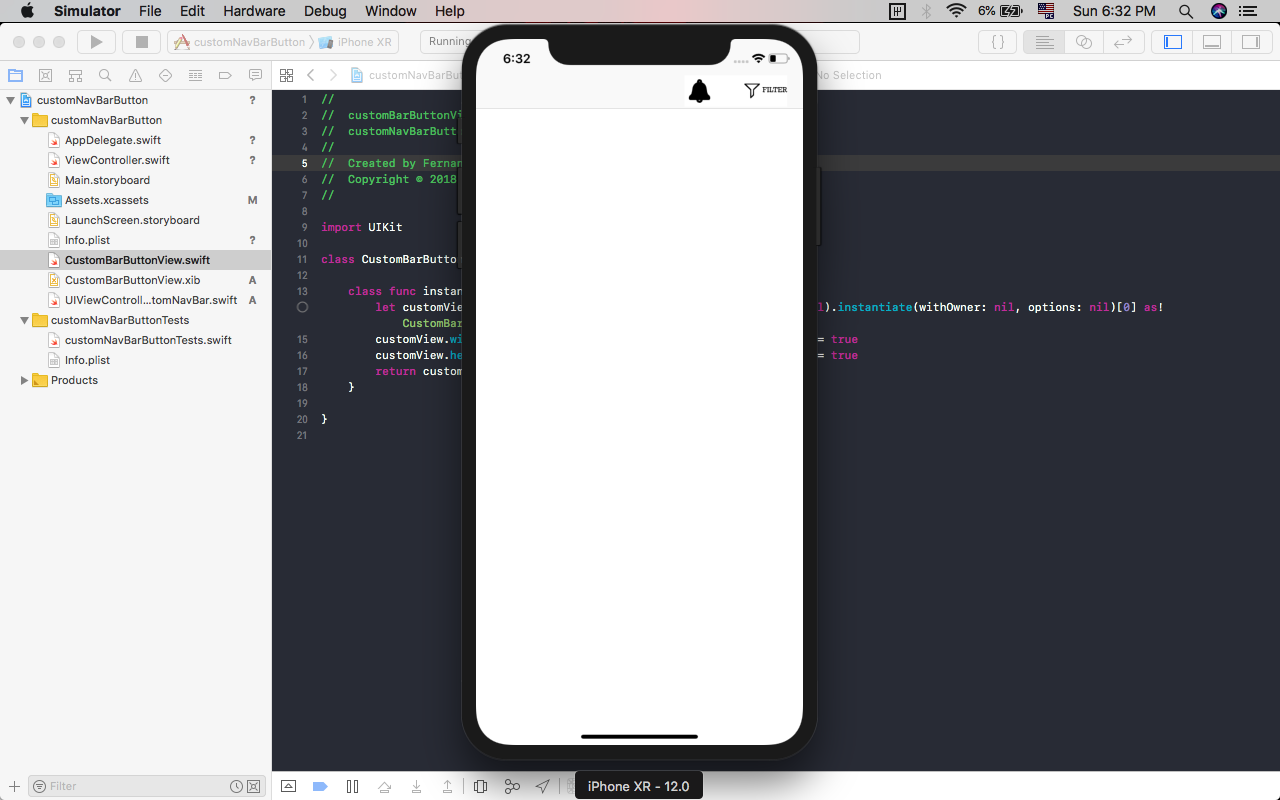 Simulator File Edit Hardware Debug Window Help 6% Sun 6:32 PM
customNavBarButton iPhone XR Running
6:32
customNavBarBu No Selection
FILTER
customNavBarButton ?
customNavBarButton
AppDelegate.swift ?
ViewController.swift ?
Main.storyboard
Assets.xcassets M
LaunchScreen.storyboard
Info.plist ?
CustomBarButtonView.swift
CustomBarButtonView.xib A
UIViewControll...tomNavBar.swift A
customNavBarButtonTests
customNavBarButtonTests.swift
Info.plist
Products
1 //
2 // customBarButtonVi
3 // customNavBarButt
4 //
5 // Created by Fernan
6 // Copyright © 2018
7 //
8
9 import UIKit
10
11 class CustomBarButto
12
13 class func instan
let customVie l).instantiate(withOwner: nil, options: nil)[0] as!
CustomBar
15 customView.wi = true
16 customView.he = true
17 return custom
18 }
19
20 }
21
Filter
iPhone XR - 12.0